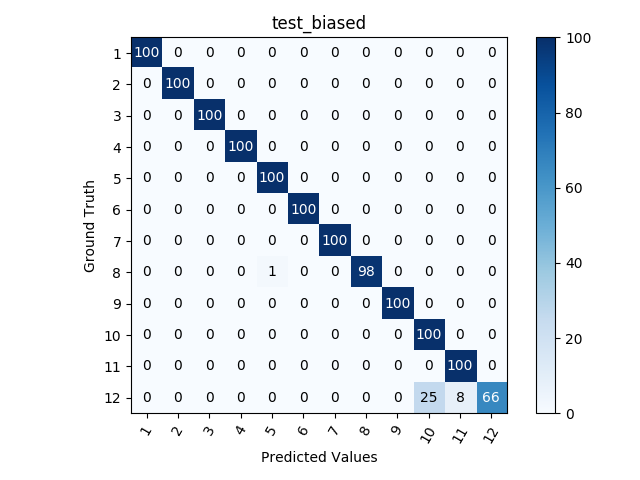 test_biased
1 100 0 0 0 0 0 0 0 0 0 0 0
2 0 100 0 0 0 0 0 0 0 0 0 0
3 0 0 100 0 0 0 0 0 0 0 0 0
4 0 0 0 100 0 0 0 0 0 0 0 0
5 0 0 0 0 100 0 0 0 0 0 0 0
6 0 0 0 0 0 100 0 0 0 0 0 0
7 0 0 0 0 0 0 100 0 0 0 0 0
8 0 0 0 0 1 0 0 98 0 0 0 0
9 0 0 0 0 0 0 0 0 100 0 0 0
10 0 0 0 0 0 0 0 0 0 100 0 0
11 0 0 0 0 0 0 0 0 0 0 100 0
12 0 0 0 0 0 0 0 0 0 25 8 66
1 2 3 4 5 6 7 8 9 10 11 12
Predicted Values
Ground Truth
100
80
60
40
20
0